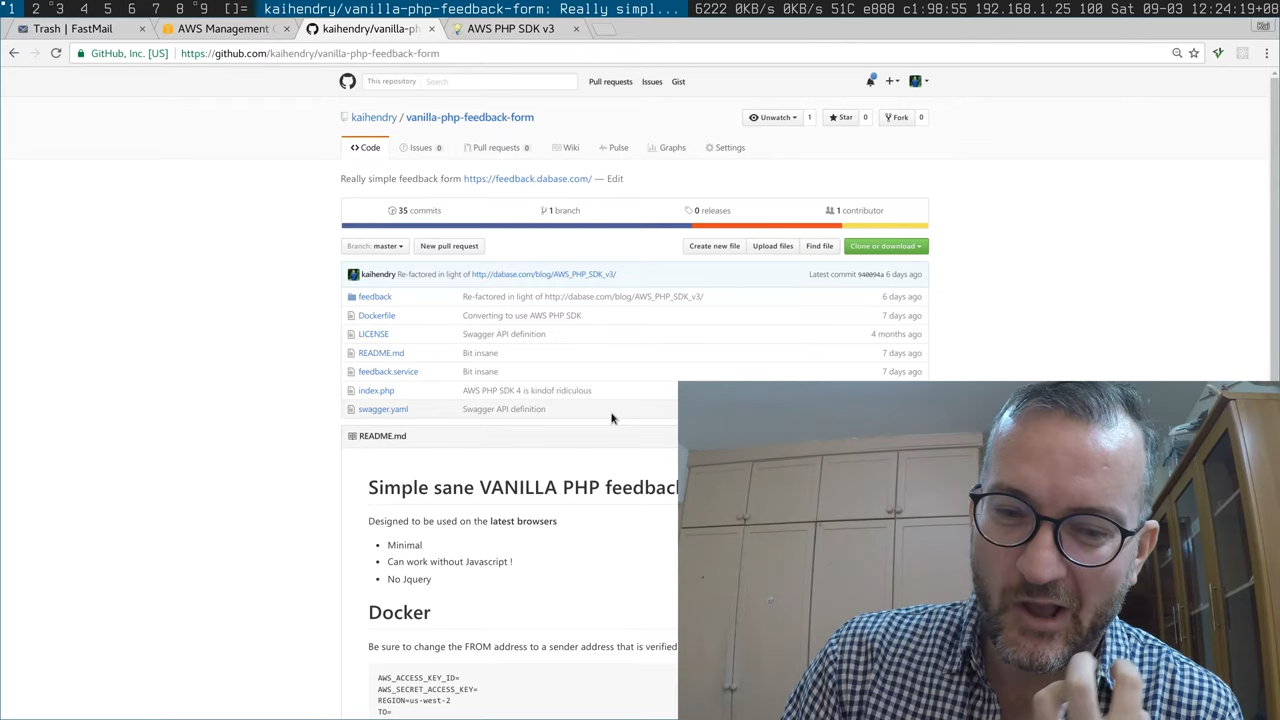 1 2 °3 4 5 6 7 8 °9 []= kaihendry/vanilla-php-feedback-form: Really simpl... 6222 0KB/s 0KB/s 51C e888 c1:98:55 192.168.1.25 100 Sat 09-03 12:24:19+08
Trash | FastMail AWS Management C kaihendry/vanilla-p AWS PHP SDK v3 Kai
GitHub, Inc. [US] https://github.com/kaihendry/vanilla-php-feedback-form
This repository Search Pull requests Issues Gist
kaihendry / vanilla-php-feedback-form Unwatch 1 Star 0 Fork 0
Code Issues 0 Pull requests 0 Wiki Pulse Graphs Settings
Really simple feedback form https://feedback.dabase.com/ — Edit
35 commits 1 branch 0 releases 1 contributor
Branch: master New pull request Create new file Upload files Find file Clone or download
kaihendry Re-factored in light of http://dabase.com/blog/AWS_PHP_SDK_v3/ Latest commit 940094a 6 days ago
feedback Re-factored in light of http://dabase.com/blog/AWS_PHP_SDK_v3/ 6 days ago
Dockerfile Converting to use AWS PHP SDK 7 days ago
LICENSE Swagger API definition 4 months ago
README.md Bit insane 7 days ago
feedback.service Bit insane 7 days ago
index.php AWS PHP SDK 4 is kindof ridiculous
swagger.yaml Swagger API definition
README.md
Simple sane VANILLA PHP feedbac
Designed to be used on the latest browsers
• Minimal
• Can work without Javascript !
• No Jquery
Docker
Be sure to change the FROM address to a sender address that is verified
AWS_ACCESS_KEY_ID=
AWS_SECRET_ACCESS_KEY=
REGION=us-west-2
TO=